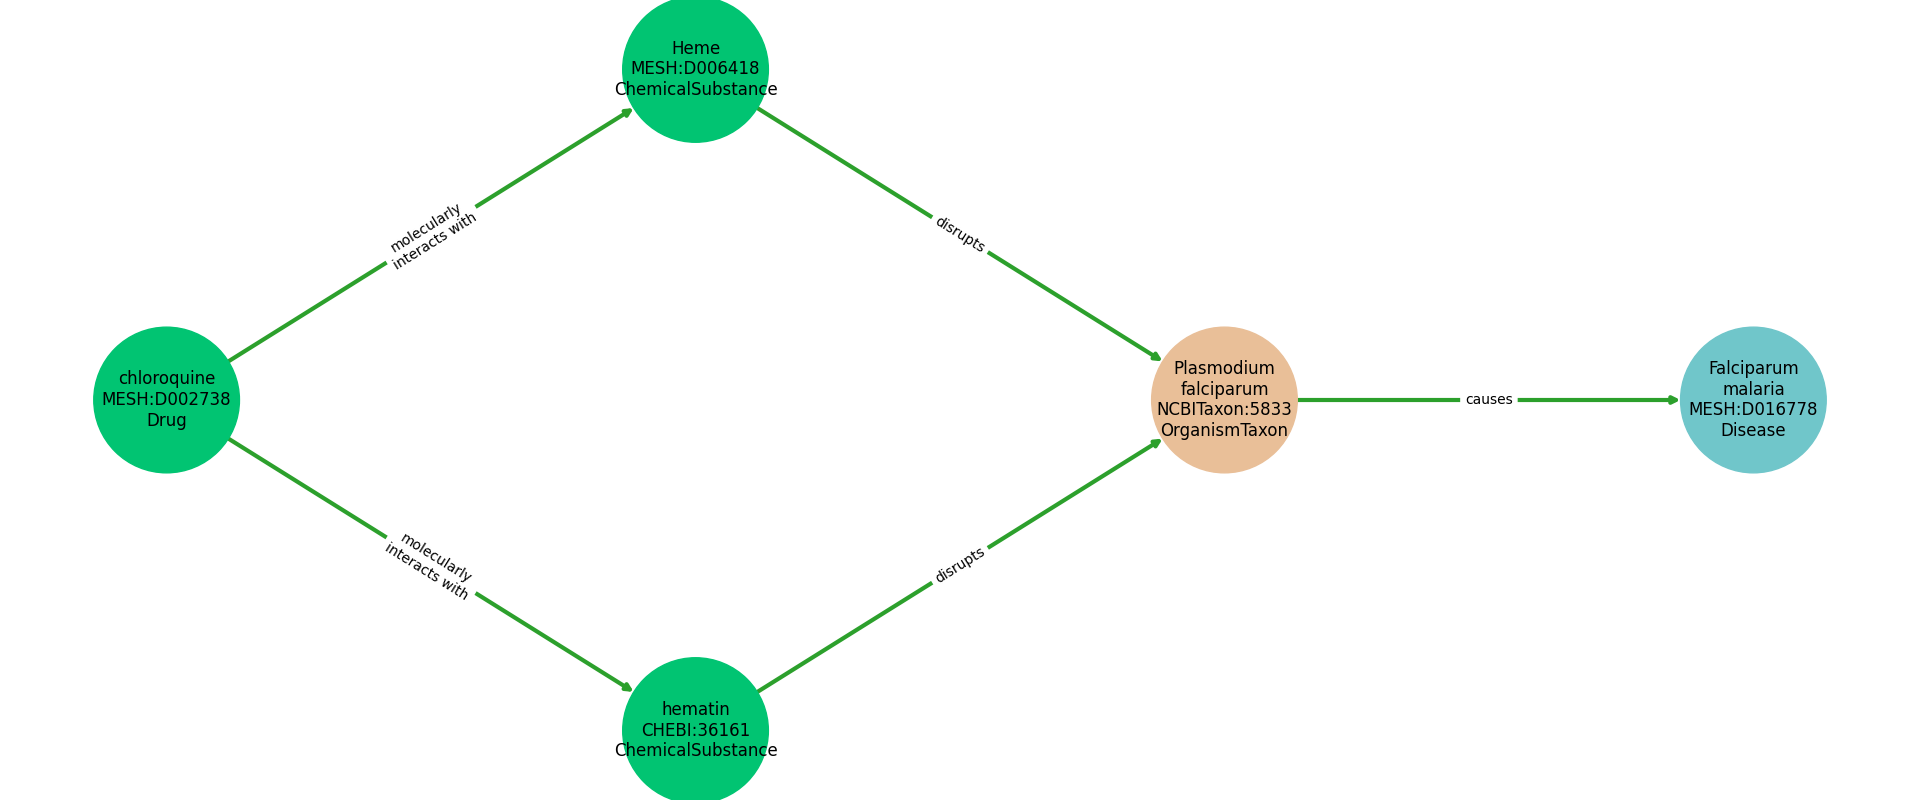 Heme
MESH:D006418
ChemicalSubstance
molecularly
interacts with
disrupts
chloroquine
MESH:D002738
Drug
Plasmodium
falciparum
NCBITaxon:5833
OrganismTaxon
causes
Falciparum
malaria
MESH:D016778
Disease
molecularly
interacts with
disrupts
hematin
CHEBI:36161
ChemicalSubstance